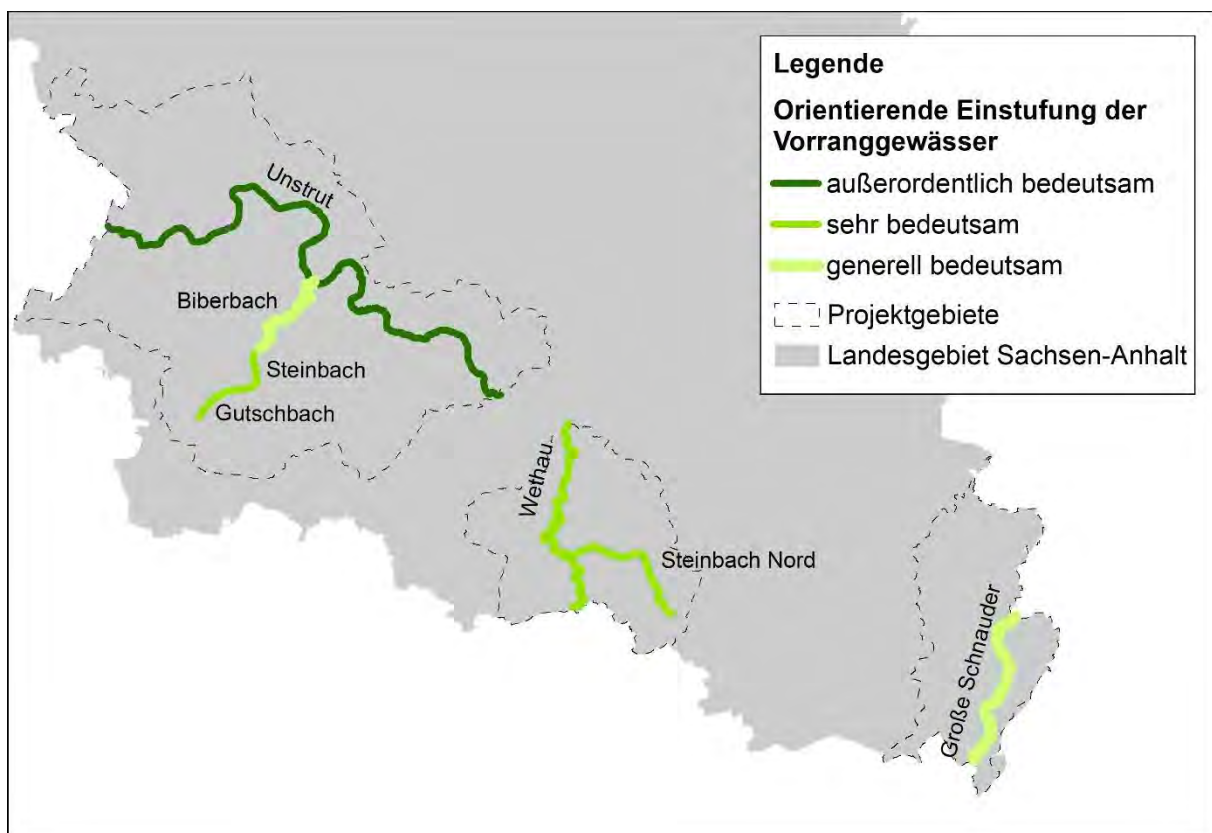 Legende
Orientierende Einstufung der
Vorranggewässer
außerordentlich bedeutsam
sehr bedeutsam
generell bedeutsam
Projektgebiete
Landesgebiet Sachsen-Anhalt
Unstrut
Biberbach
Steinbach
Gutschbach
Wethau
Steinbach Nord
Große Schnauder